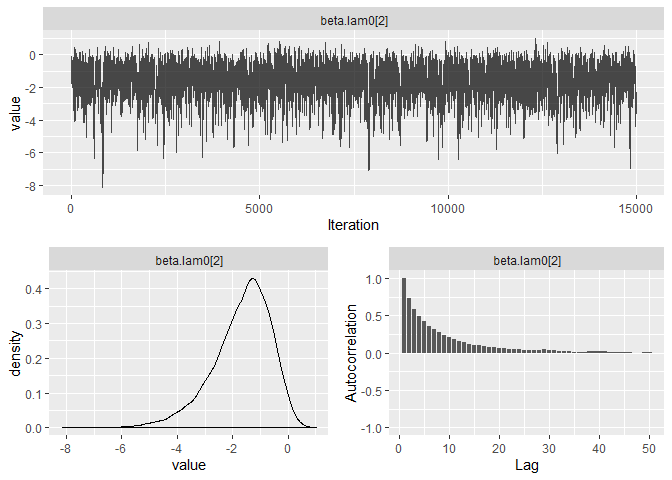 beta.lam0[2]
value
0
-2
-4
-6
-8
0 5000 10000 15000
Iteration
beta.lam0[2]
density
0.4
0.3
0.2
0.1
0.0
-8 -6 -4 -2 0
value
beta.lam0[2]
Autocorrelation
1.0
0.5
0.0
-0.5
-1.0
0 10 20 30 40 50
Lag